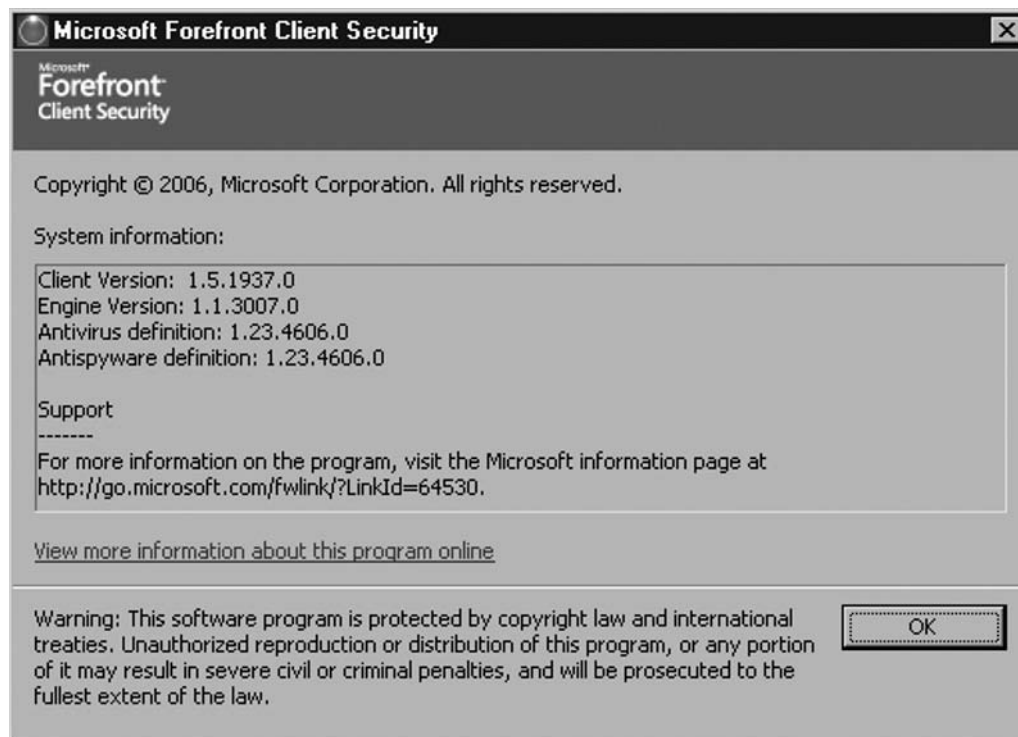 Microsoft Forefront Client Security
Microsoft
Forefront
Client Security
Copyright © 2006, Microsoft Corporation. All rights reserved.
System information:
Client Version:  1.5.1937.0
Engine Version: 1.1.3007.0
Antivirus definition: 1.23.4606.0
Antispyware definition: 1.23.4606.0
Support
-------
For more information on the program, visit the Microsoft information page at
http://go.microsoft.com/fwlink/?LinkId=64530.
View more information about this program online
Warning: This software program is protected by copyright law and international
treaties. Unauthorized reproduction or distribution of this program, or any portion
of it may result in severe civil or criminal penalties, and will be prosecuted to the
fullest extent of the law.
OK